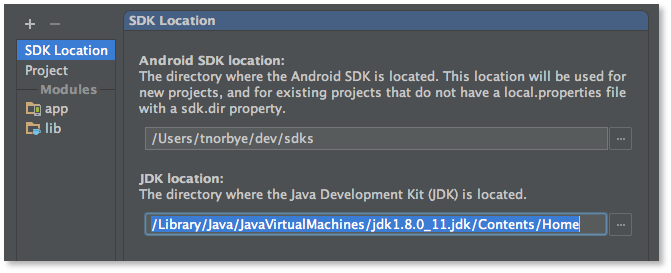 SDK Location
SDK Location
Project
Modules
app
lib
Android SDK location:
The directory where the Android SDK is located. This location will be used for
new projects, and for existing projects that do not have a local.properties file
with a sdk.dir property.
/Users/tnorbye/dev/sdks
...
JDK location:
The directory where the Java Development Kit (JDK) is located.
/Library/Java/JavaVirtualMachines/jdk1.8.0_11.jdk/Contents/Home
...